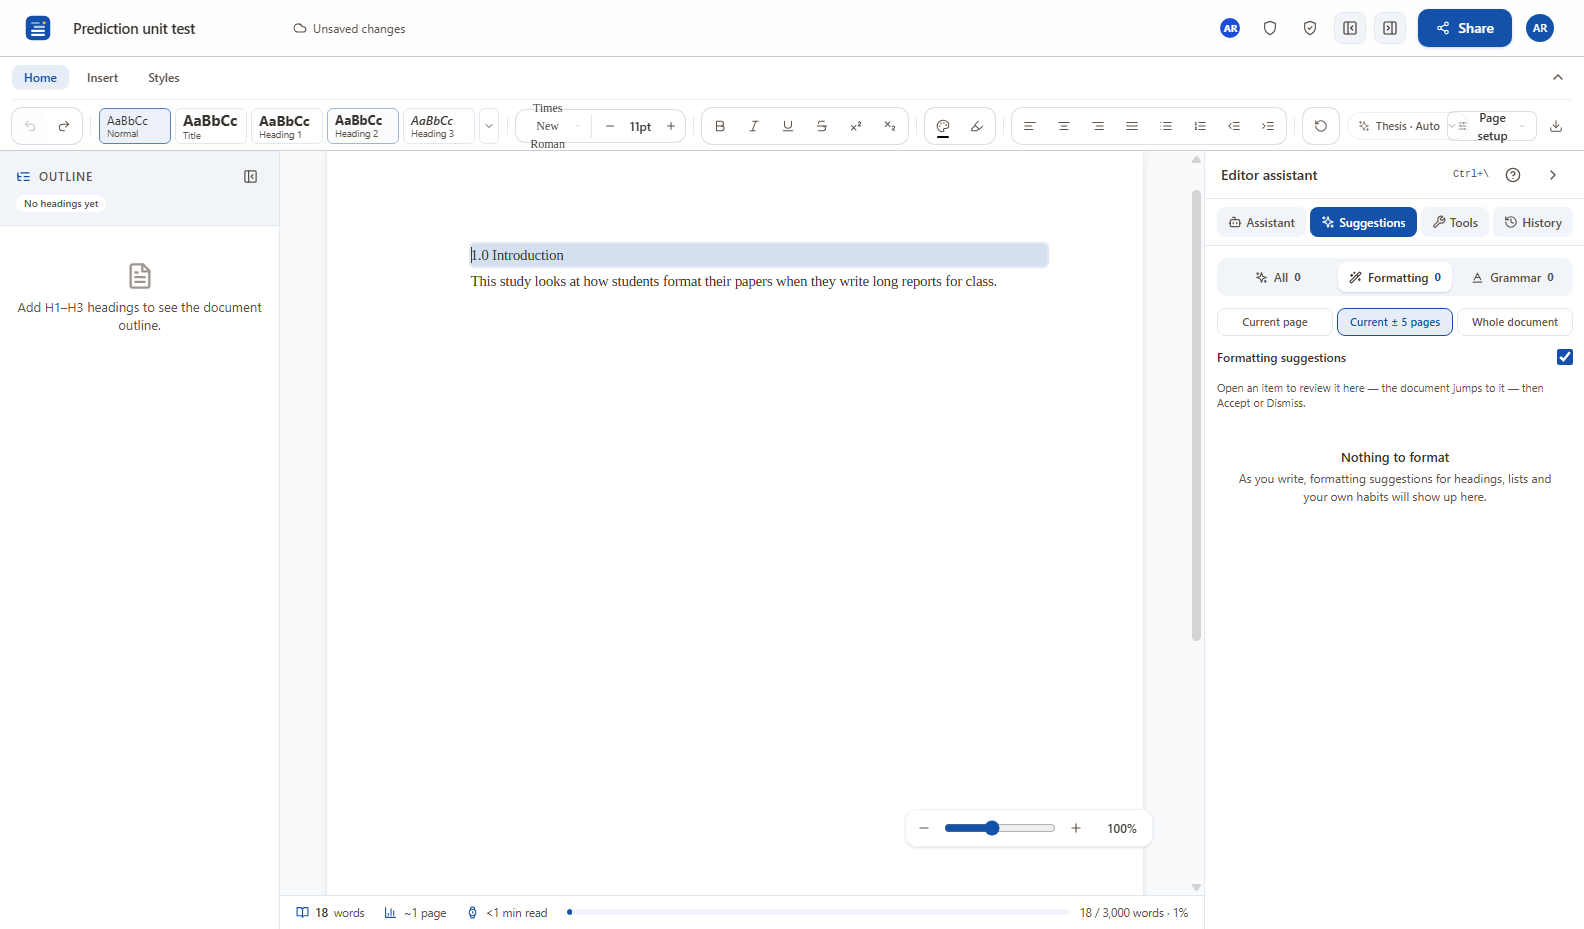 Prediction unit test
Unsaved changes
AR
Share
AR
Home
Insert
Styles
AaBbCc
Normal
AaBbCc
Title
AaBbCc
Heading 1
AaBbCc
Heading 2
AaBbCc
Heading 3
Times
New
Roman
11pt
Thesis · Auto
Page
setup
OUTLINE
No headings yet
Add H1–H3 headings to see the document
outline.
1.0 Introduction
This study looks at how students format their papers when they write long reports for class.
100%
18 words
~1 page
<1 min read
18 / 3,000 words · 1%
Editor assistant
Ctrl+\
Assistant
Suggestions
Tools
History
All 0
Formatting 0
Grammar 0
Current page
Current ± 5 pages
Whole document
Formatting suggestions
Open an item to review it here — the document jumps to it — then
Accept or Dismiss.
Nothing to format
As you write, formatting suggestions for headings, lists and
your own habits will show up here.